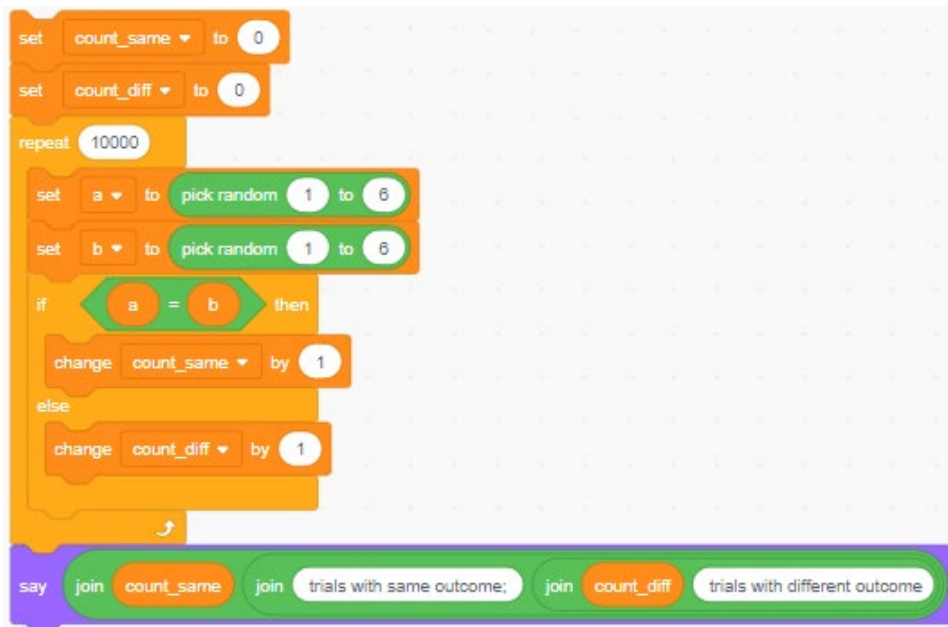 set count_same to 0
set count_diff to 0
repeat 10000
set a to pick random 1 to 6
set b to pick random 1 to 6
if a = b then
change count_same by 1
else
change count_diff by 1
say join count_same join trials with same outcome; join count_diff trials with different outcome